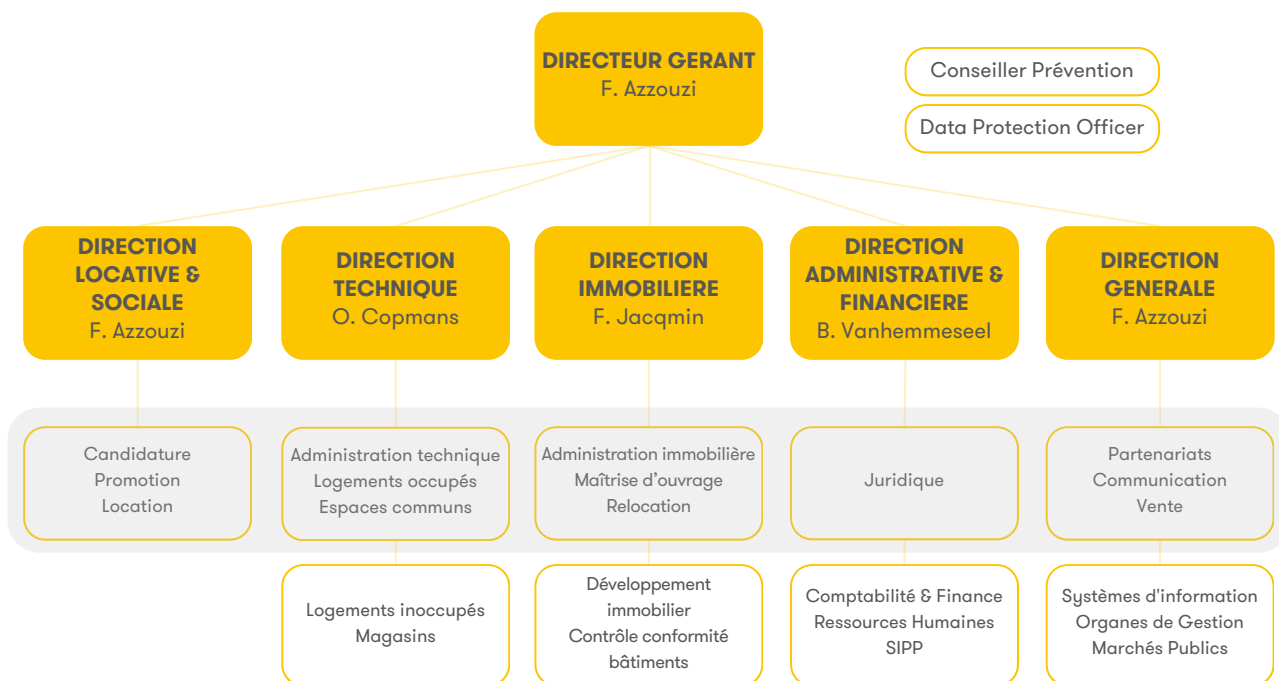 DIRECTEUR GERANT
F. Azzouzi
Conseiller Prévention
Data Protection Officer
DIRECTION
LOCATIVE &
SOCIALE
F. Azzouzi
DIRECTION
TECHNIQUE
O. Copmans
DIRECTION
IMMOBILIERE
F. Jacqmin
DIRECTION
ADMINISTRATIVE &
FINANCIERE
B. Vanhemmeseel
DIRECTION
GENERALE
F. Azzouzi
Candidature
Promotion
Location
Administration technique
Logements occupés
Espaces communs
Administration immobilière
Maîtrise d'ouvrage
Relocation
Juridique
Partenariats
Communication
Vente
Logements inoccupés
Magasins
Développement
immobilier
Contrôle conformité
bâtiments
Comptabilité & Finance
Ressources Humaines
SIPP
Systèmes d'information
Organes de Gestion
Marchés Publics